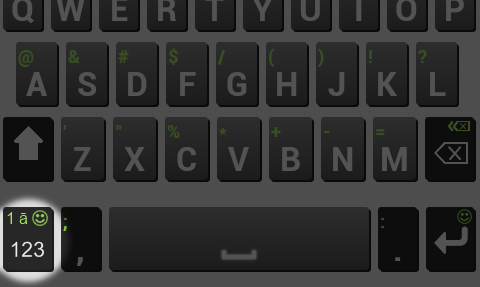 Q W E R T Y U I O P
@ & # $ / ( ) ! ?
A S D F G H J K L
' " % * + - =
Z X C V B N M
1 ā ; :
123 , .